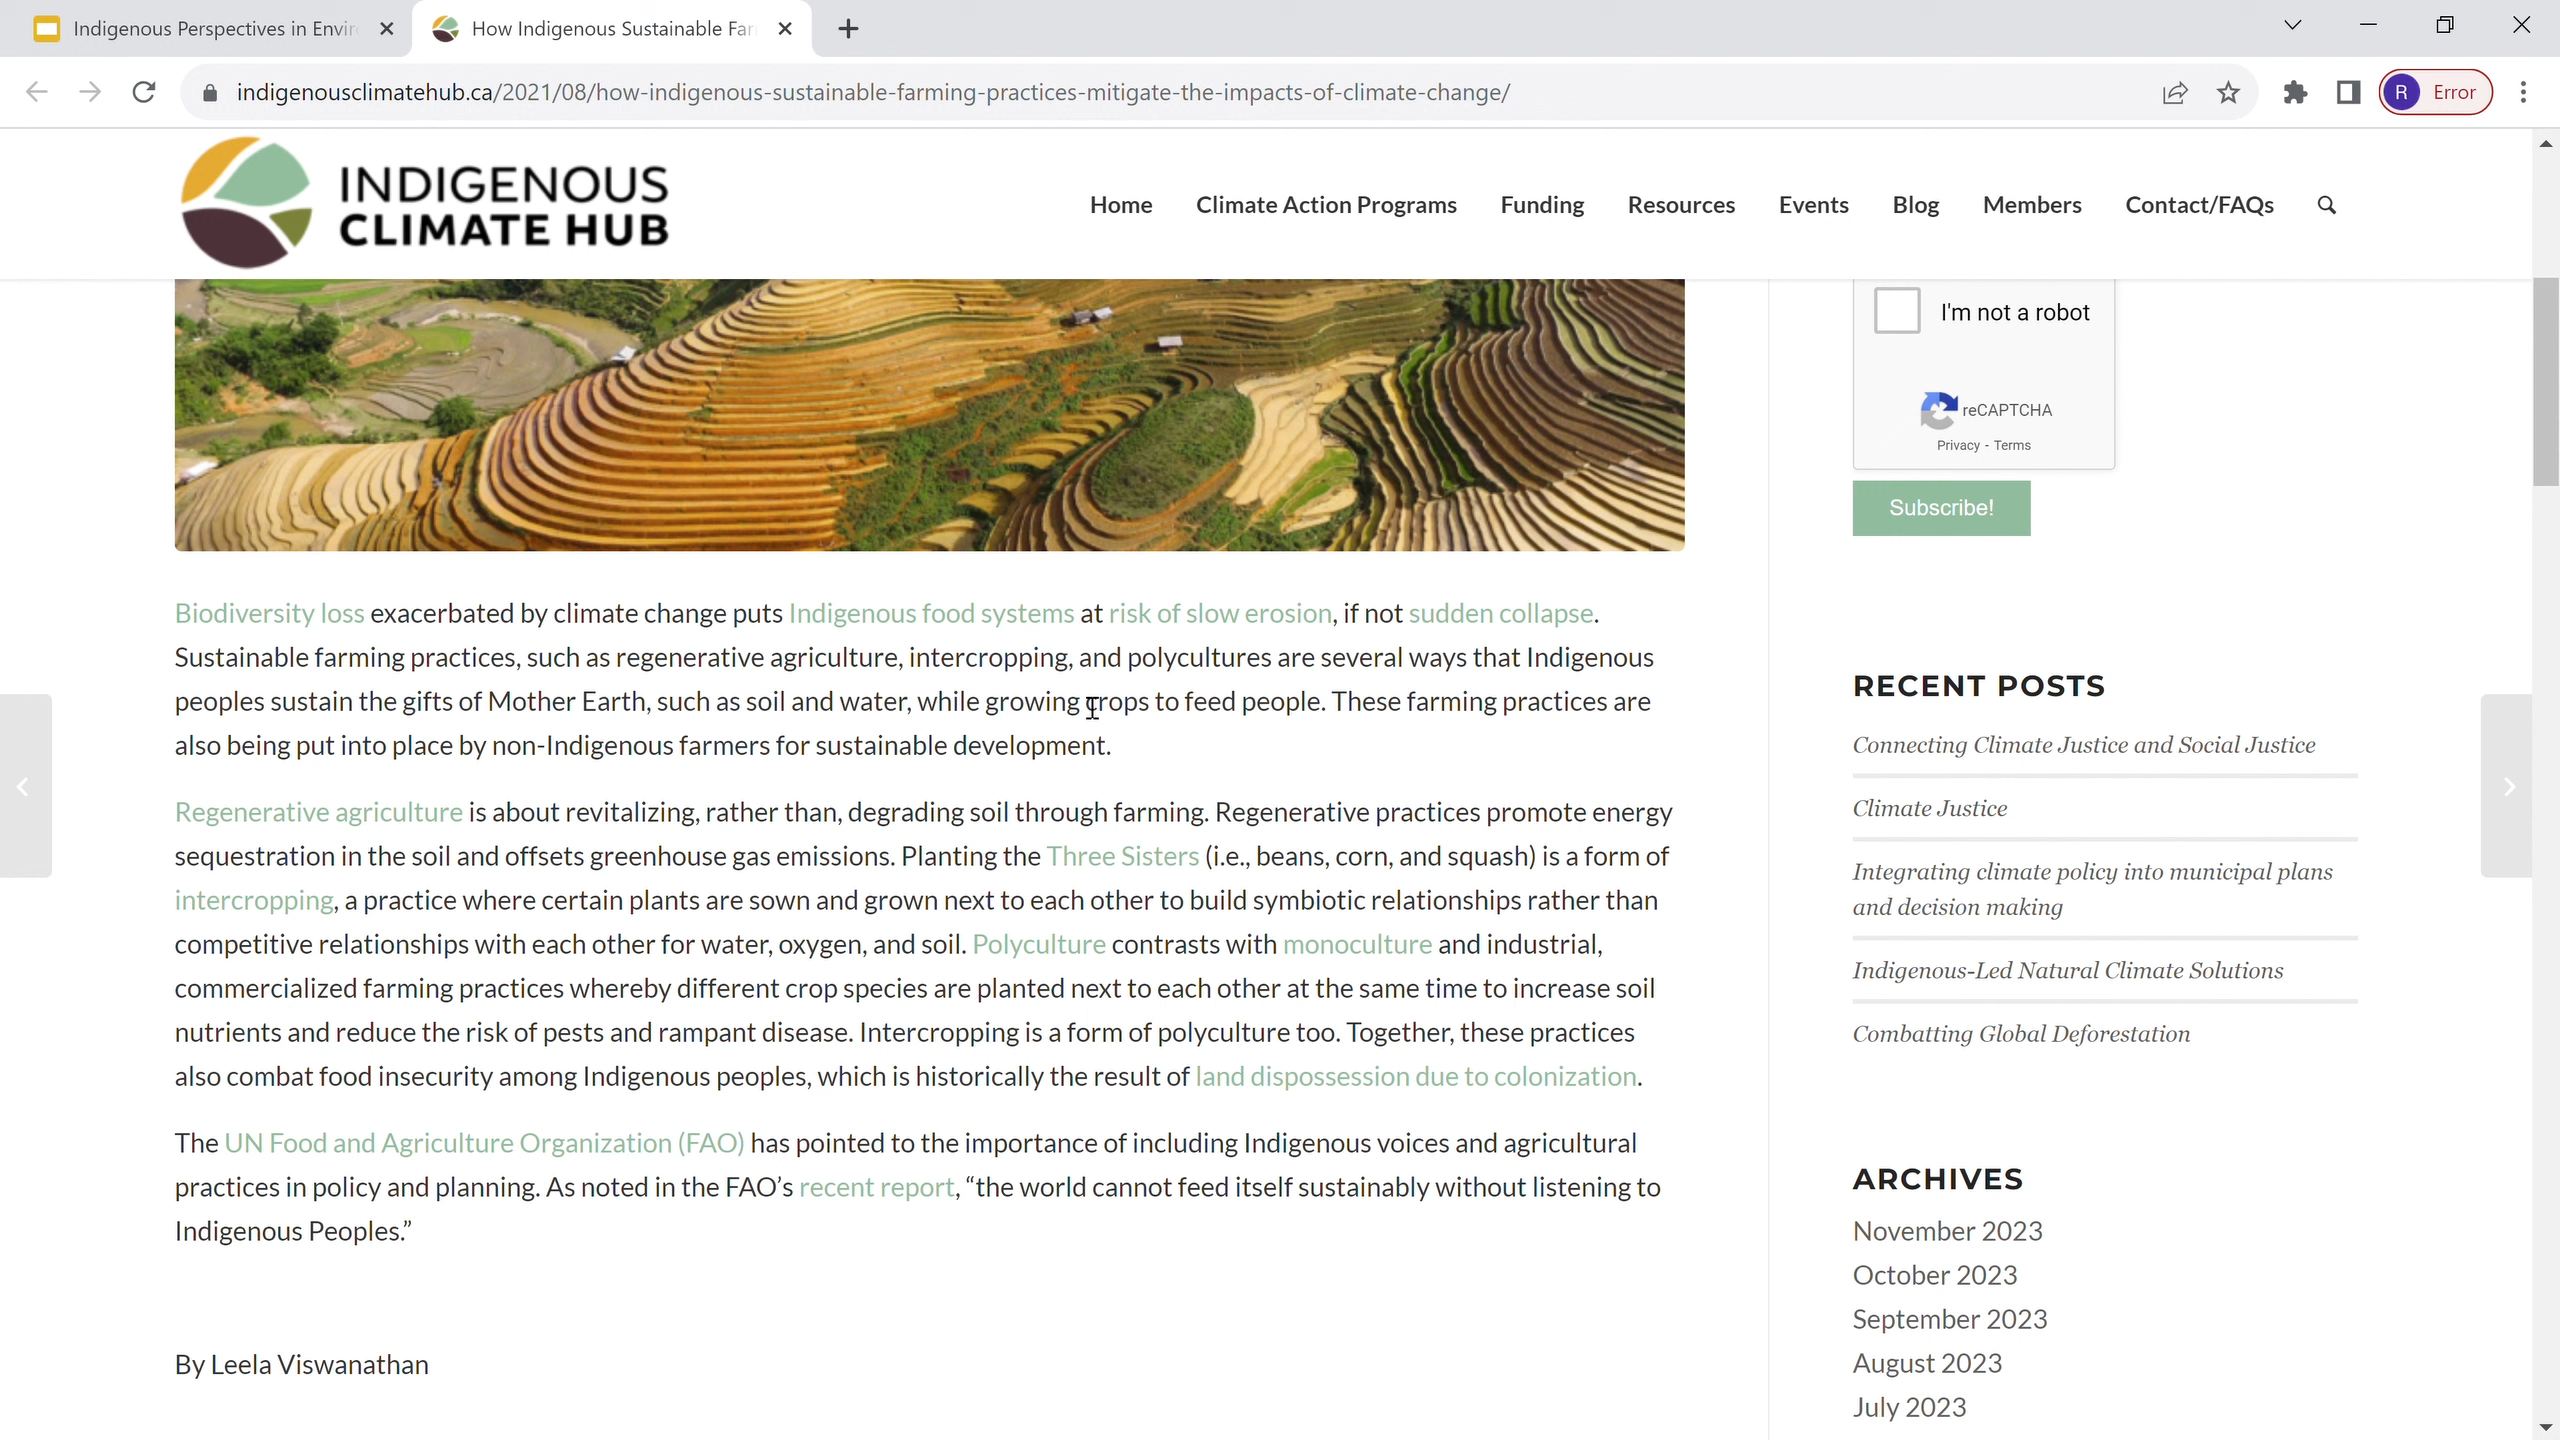 Indigenous Perspectives in Envir
How Indigenous Sustainable Far
indigenousclimatehub.ca/2021/08/how-indigenous-sustainable-farming-practices-mitigate-the-impacts-of-climate-change/
R Error
INDIGENOUS
CLIMATE HUB
Home Climate Action Programs Funding Resources Events Blog Members Contact/FAQs
I'm not a robot
reCAPTCHA
Privacy - Terms
Subscribe!
Biodiversity loss exacerbated by climate change puts Indigenous food systems at risk of slow erosion, if not sudden collapse.
Sustainable farming practices, such as regenerative agriculture, intercropping, and polycultures are several ways that Indigenous
peoples sustain the gifts of Mother Earth, such as soil and water, while growing crops to feed people. These farming practices are
also being put into place by non-Indigenous farmers for sustainable development.
Regenerative agriculture is about revitalizing, rather than, degrading soil through farming. Regenerative practices promote energy
sequestration in the soil and offsets greenhouse gas emissions. Planting the Three Sisters (i.e., beans, corn, and squash) is a form of
intercropping, a practice where certain plants are sown and grown next to each other to build symbiotic relationships rather than
competitive relationships with each other for water, oxygen, and soil. Polyculture contrasts with monoculture and industrial,
commercialized farming practices whereby different crop species are planted next to each other at the same time to increase soil
nutrients and reduce the risk of pests and rampant disease. Intercropping is a form of polyculture too. Together, these practices
also combat food insecurity among Indigenous peoples, which is historically the result of land dispossession due to colonization.
The UN Food and Agriculture Organization (FAO) has pointed to the importance of including Indigenous voices and agricultural
practices in policy and planning. As noted in the FAO’s recent report, “the world cannot feed itself sustainably without listening to
Indigenous Peoples.”
By Leela Viswanathan
RECENT POSTS
Connecting Climate Justice and Social Justice
Climate Justice
Integrating climate policy into municipal plans
and decision making
Indigenous-Led Natural Climate Solutions
Combatting Global Deforestation
ARCHIVES
November 2023
October 2023
September 2023
August 2023
July 2023